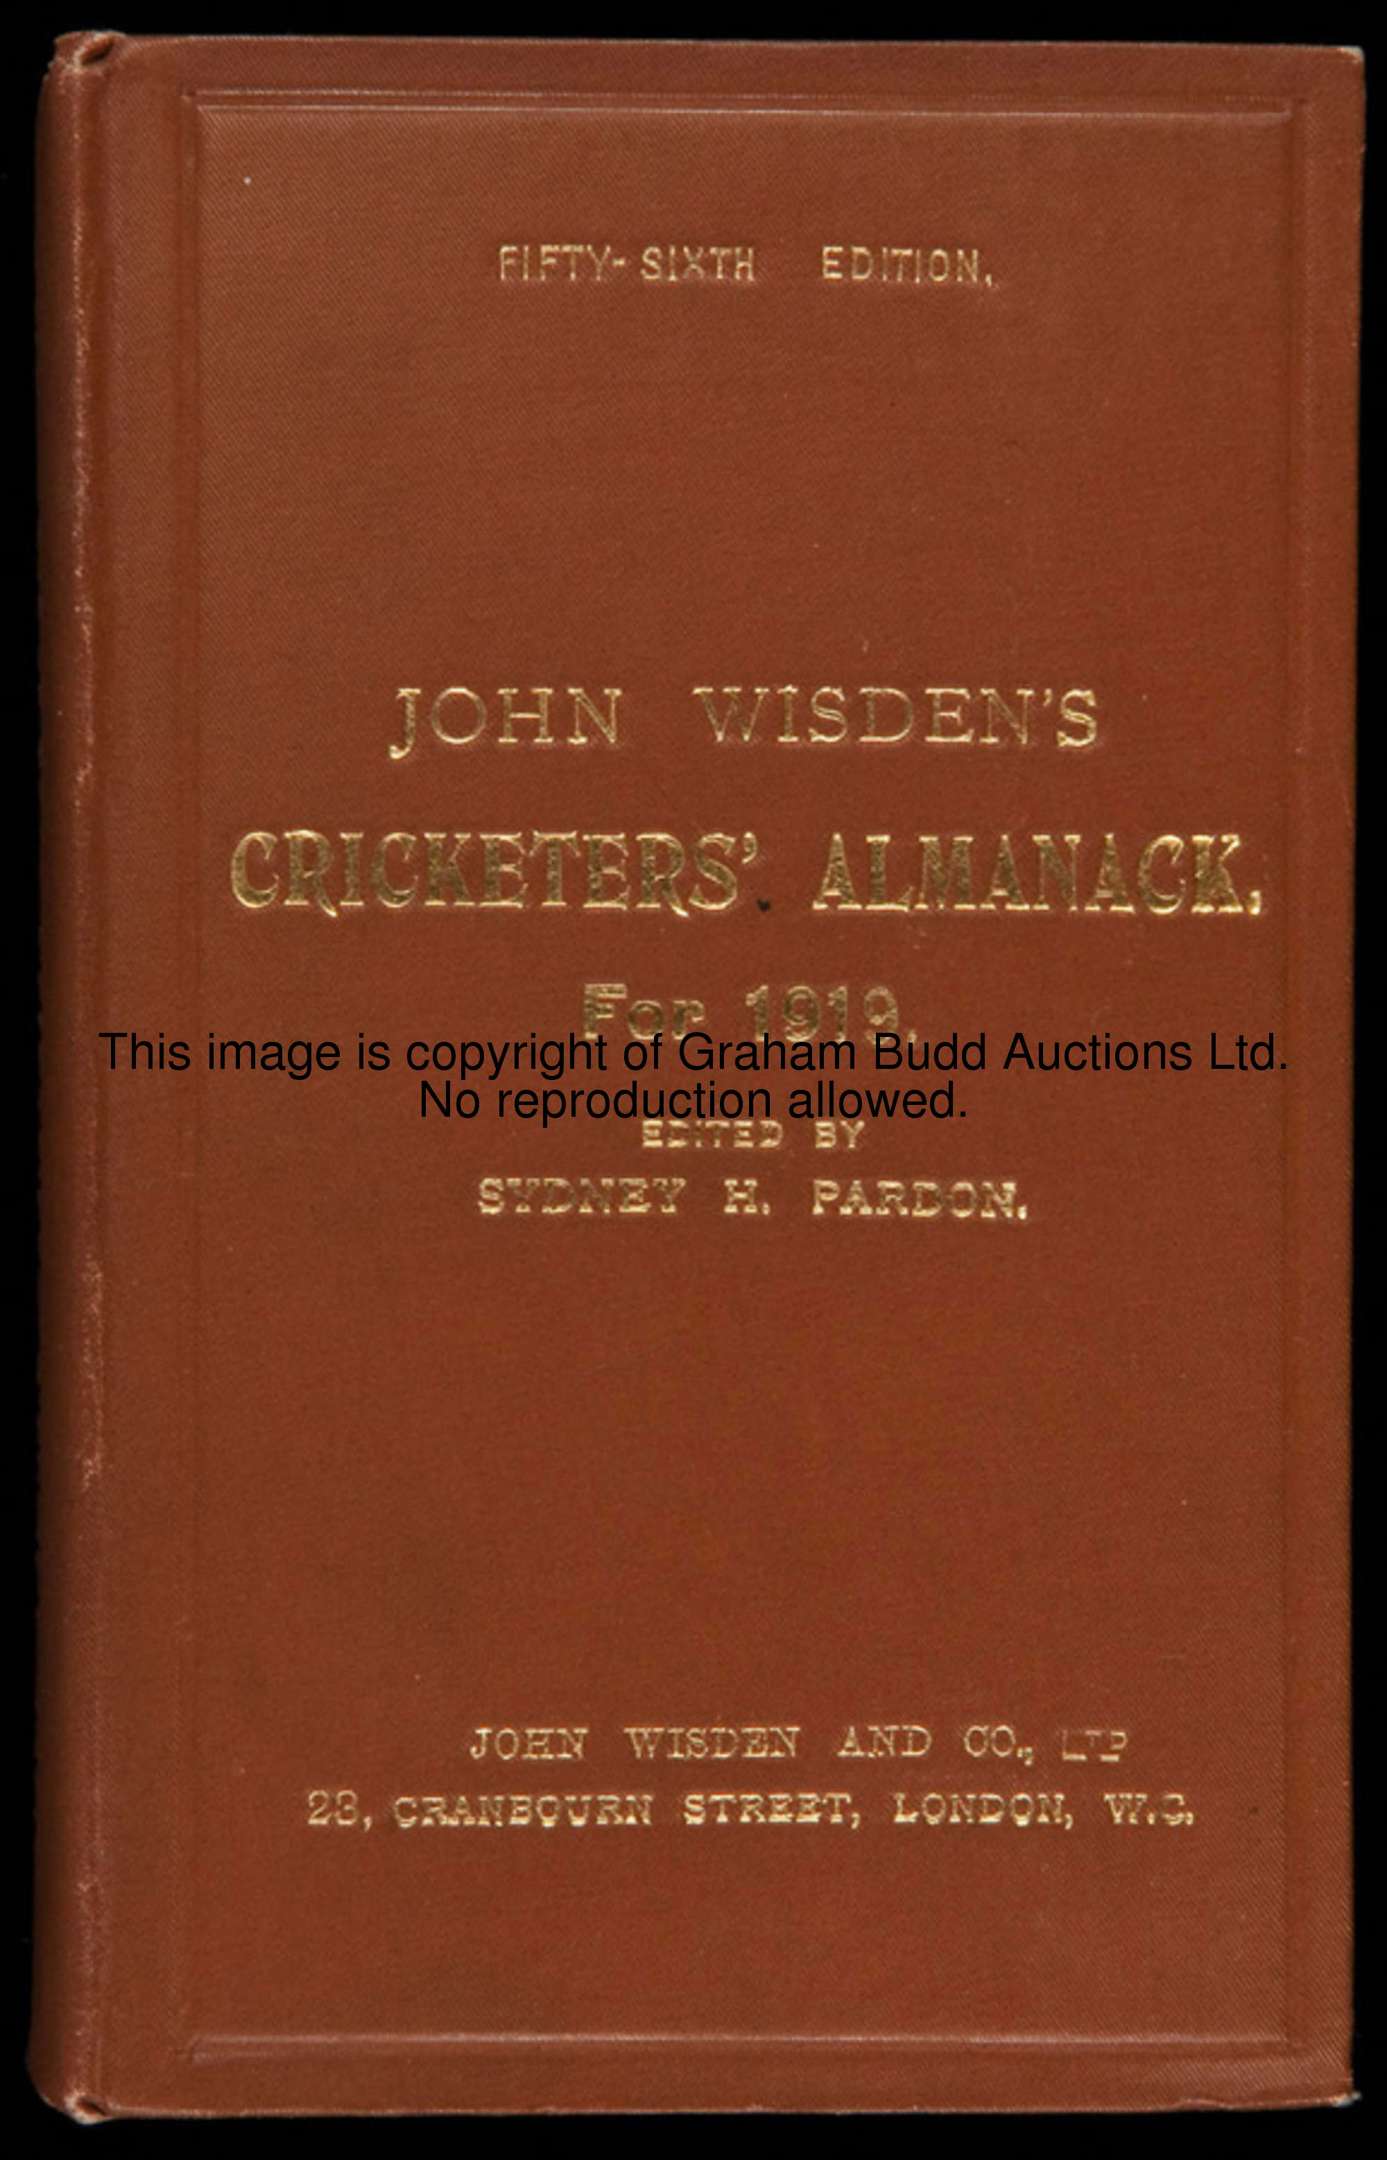 FIFTY-SIXTH EDITION,
JOHN WISDEN'S
CRICKETERS' ALMANACK,
For 1919.
This image is copyright of Graham Budd Auctions Ltd.
No reproduction allowed.
EDITED BY
SYDNEY H. PARDON.
JOHN WISDEN AND CO., LTD
23, CRANBOURN STREET, LONDON, W.C.